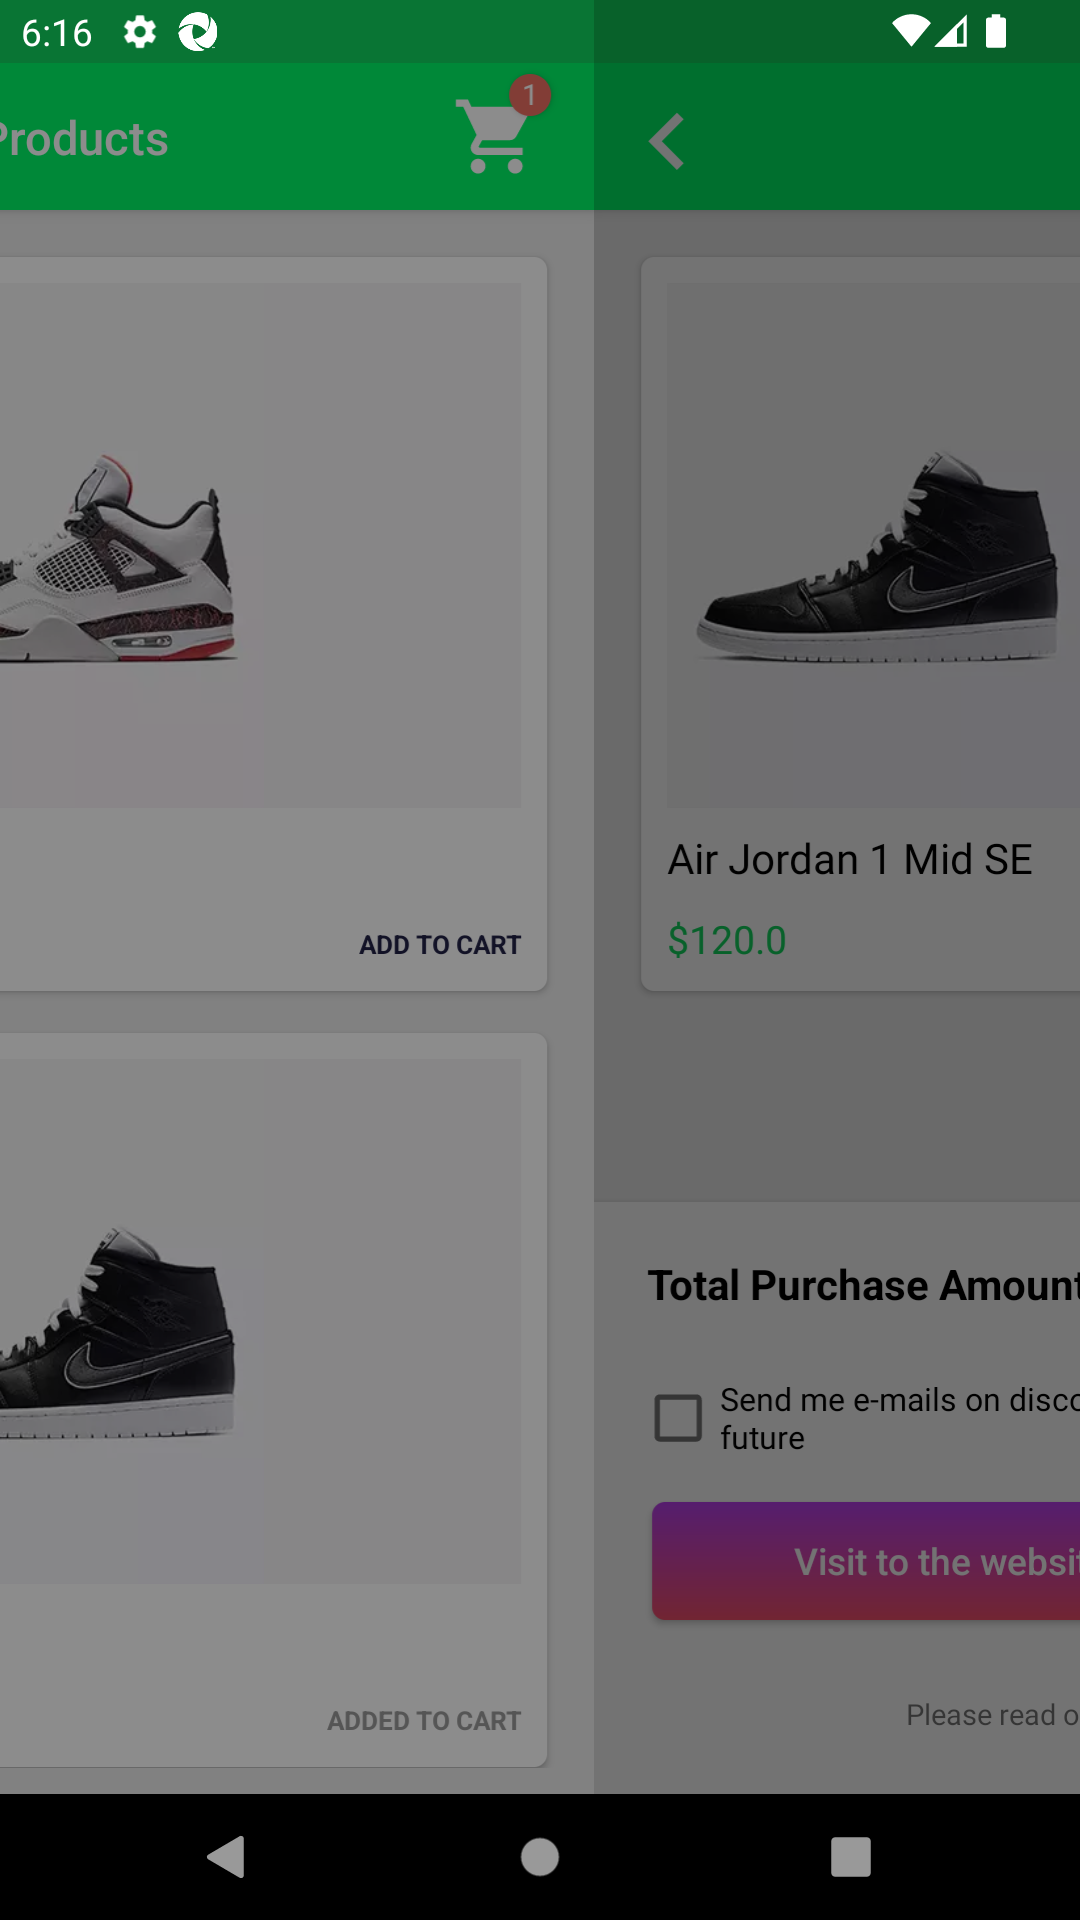 6:16
Products
1
ADD TO CART
ADDED TO CART
Air Jordan 1 Mid SE
$120.0
Total Purchase Amount
Send me e-mails on disco
future
Visit to the websit
Please read o